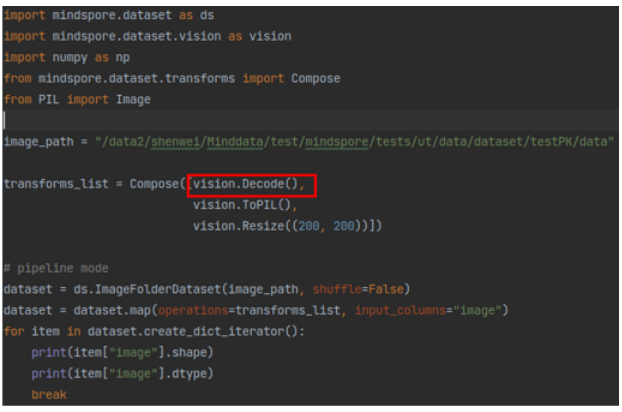 import mindspore.dataset as ds
import mindspore.dataset.vision as vision
import numpy as np
from mindspore.dataset.transforms import Compose
from PIL import Image
image_path = "/data2/shenwei/Minddata/test/mindspore/tests/ut/data/dataset/testPK/data"
transforms_list = Compose([vision.Decode(),
vision.ToPIL(),
vision.Resize((200, 200))])
# pipeline mode
dataset = ds.ImageFolderDataset(image_path, shuffle=False)
dataset = dataset.map(operations=transforms_list, input_columns="image")
for item in dataset.create_dict_iterator():
print(item["image"].shape)
print(item["image"].dtype)
break